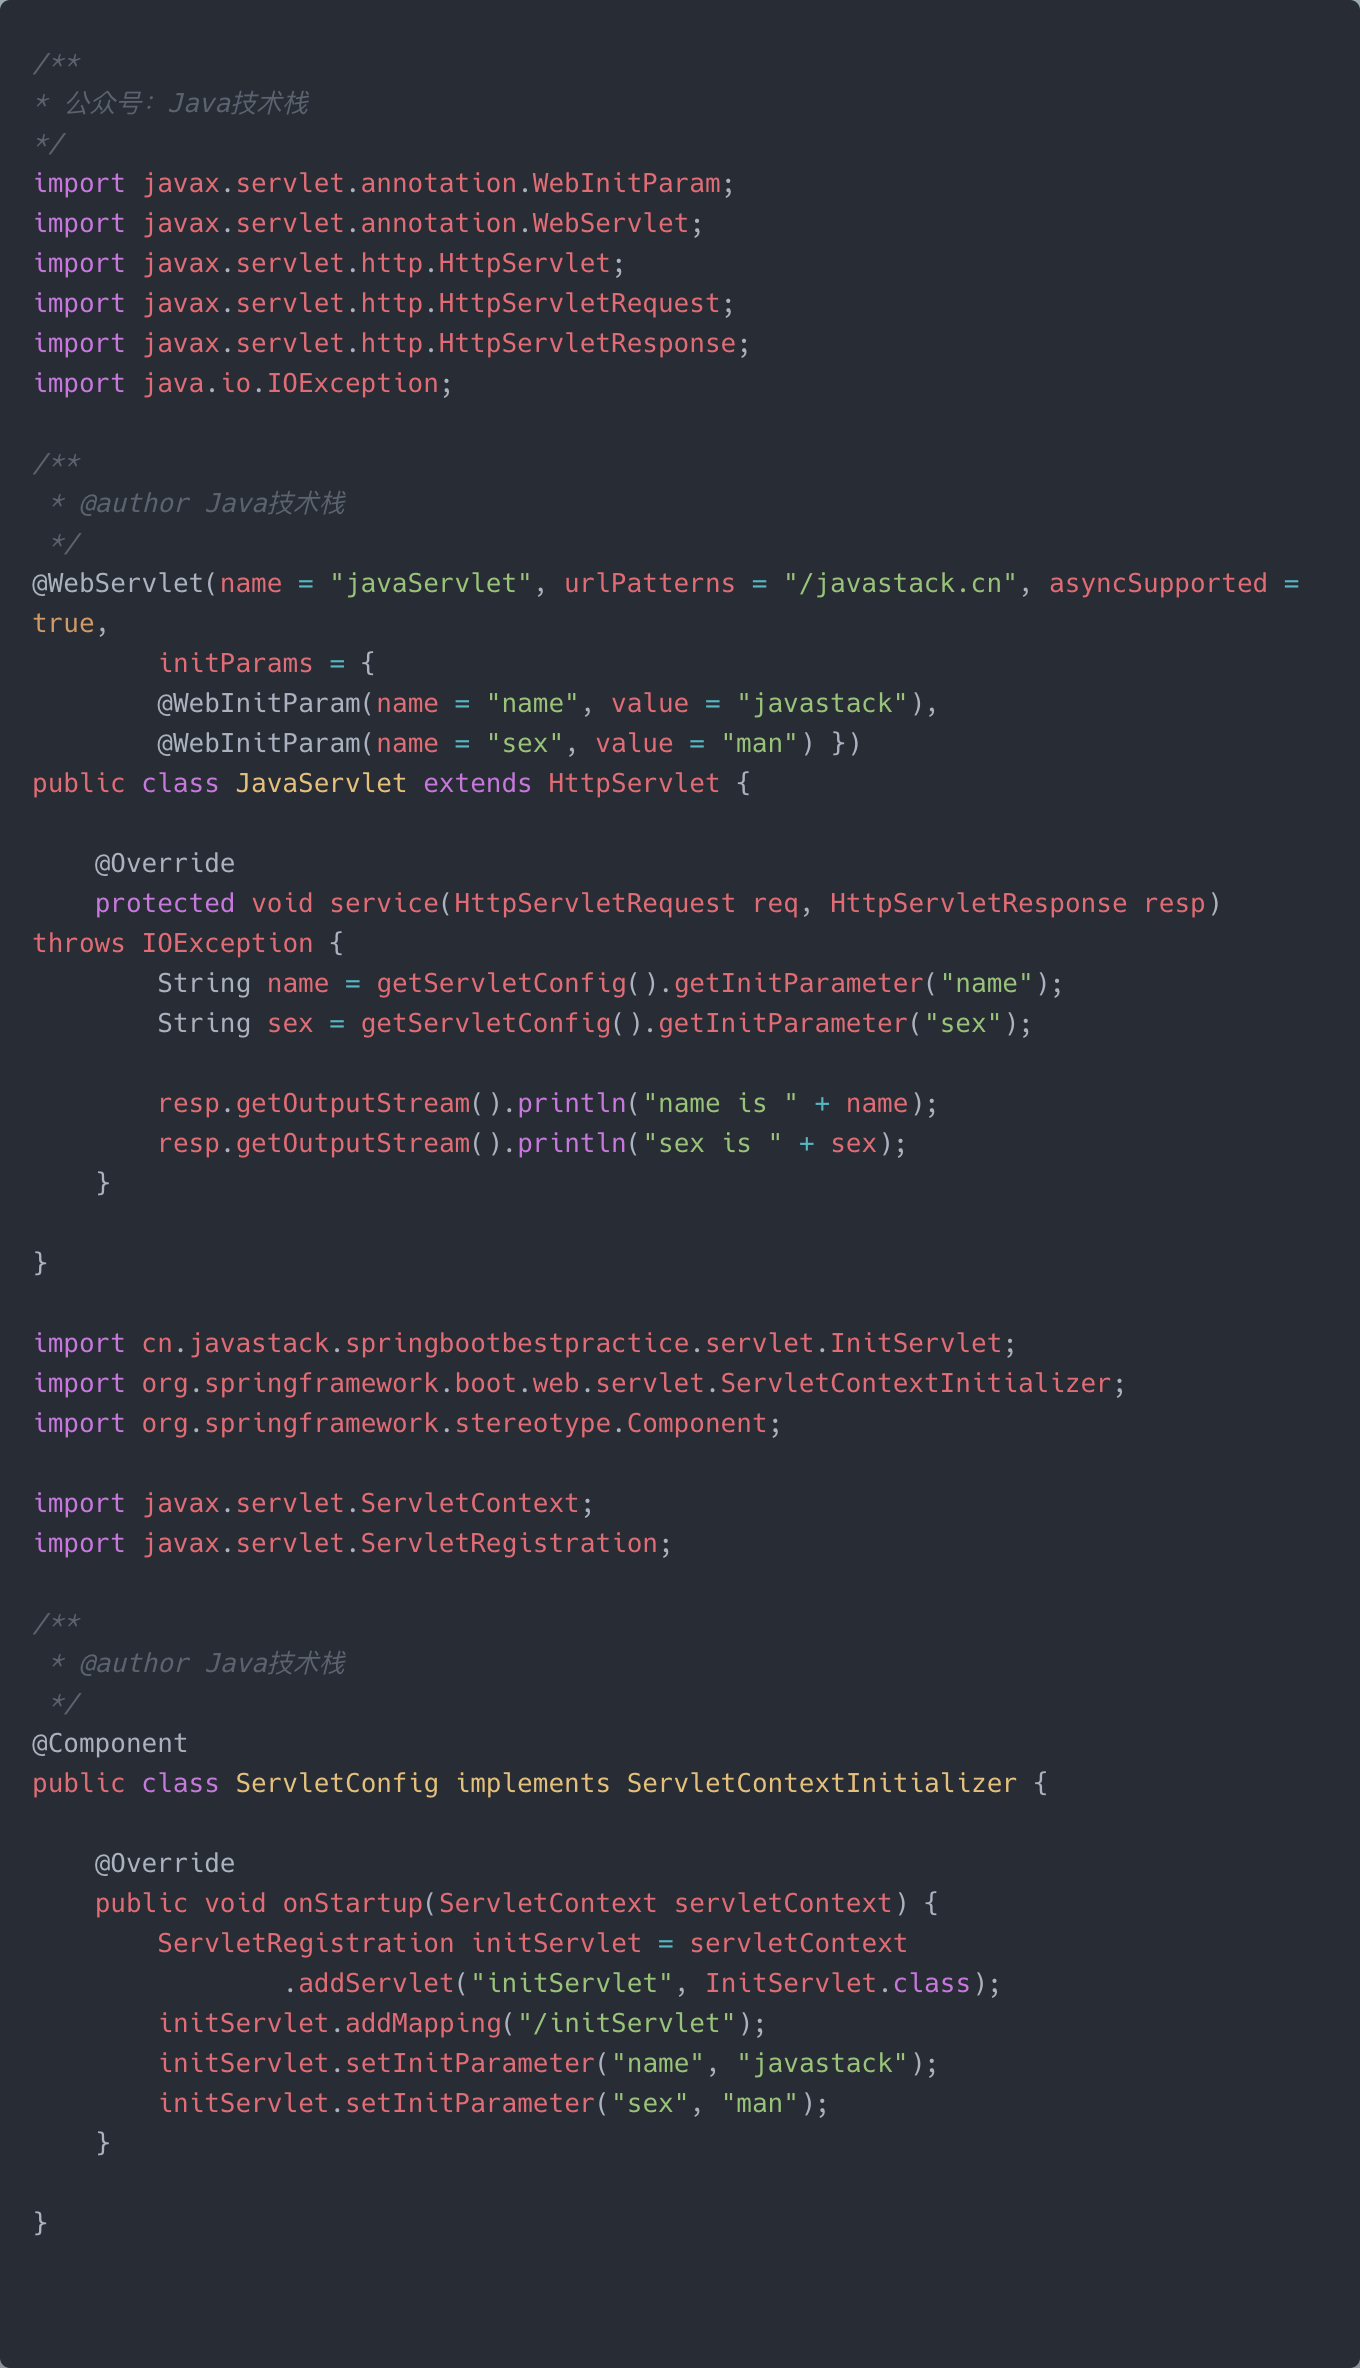 /**
* 公众号：Java技术栈
*/
import javax.servlet.annotation.WebInitParam;
import javax.servlet.annotation.WebServlet;
import javax.servlet.http.HttpServlet;
import javax.servlet.http.HttpServletRequest;
import javax.servlet.http.HttpServletResponse;
import java.io.IOException;

/**
 * @author Java技术栈
 */
@WebServlet(name = "javaServlet", urlPatterns = "/javastack.cn", asyncSupported =
true,
        initParams = {
        @WebInitParam(name = "name", value = "javastack"),
        @WebInitParam(name = "sex", value = "man") })
public class JavaServlet extends HttpServlet {

    @Override
    protected void service(HttpServletRequest req, HttpServletResponse resp)
throws IOException {
        String name = getServletConfig().getInitParameter("name");
        String sex = getServletConfig().getInitParameter("sex");

        resp.getOutputStream().println("name is " + name);
        resp.getOutputStream().println("sex is " + sex);
    }

}

import cn.javastack.springbootbestpractice.servlet.InitServlet;
import org.springframework.boot.web.servlet.ServletContextInitializer;
import org.springframework.stereotype.Component;

import javax.servlet.ServletContext;
import javax.servlet.ServletRegistration;

/**
 * @author Java技术栈
 */
@Component
public class ServletConfig implements ServletContextInitializer {

    @Override
    public void onStartup(ServletContext servletContext) {
        ServletRegistration initServlet = servletContext
                .addServlet("initServlet", InitServlet.class);
        initServlet.addMapping("/initServlet");
        initServlet.setInitParameter("name", "javastack");
        initServlet.setInitParameter("sex", "man");
    }

}